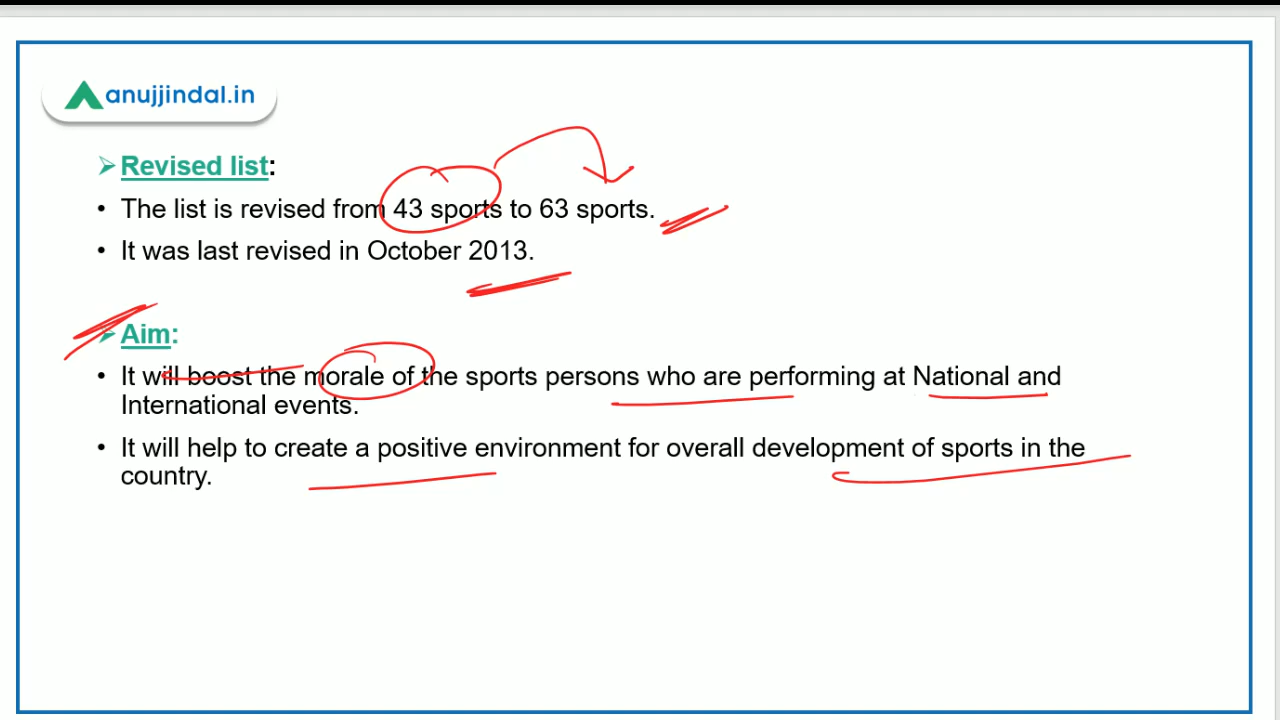 anujjindal.in
➢ Revised list:
• The list is revised from 43 sports to 63 sports.
• It was last revised in October 2013.
➢ Aim:
• It will boost the morale of the sports persons who are performing at National and
International events.
• It will help to create a positive environment for overall development of sports in the
country.